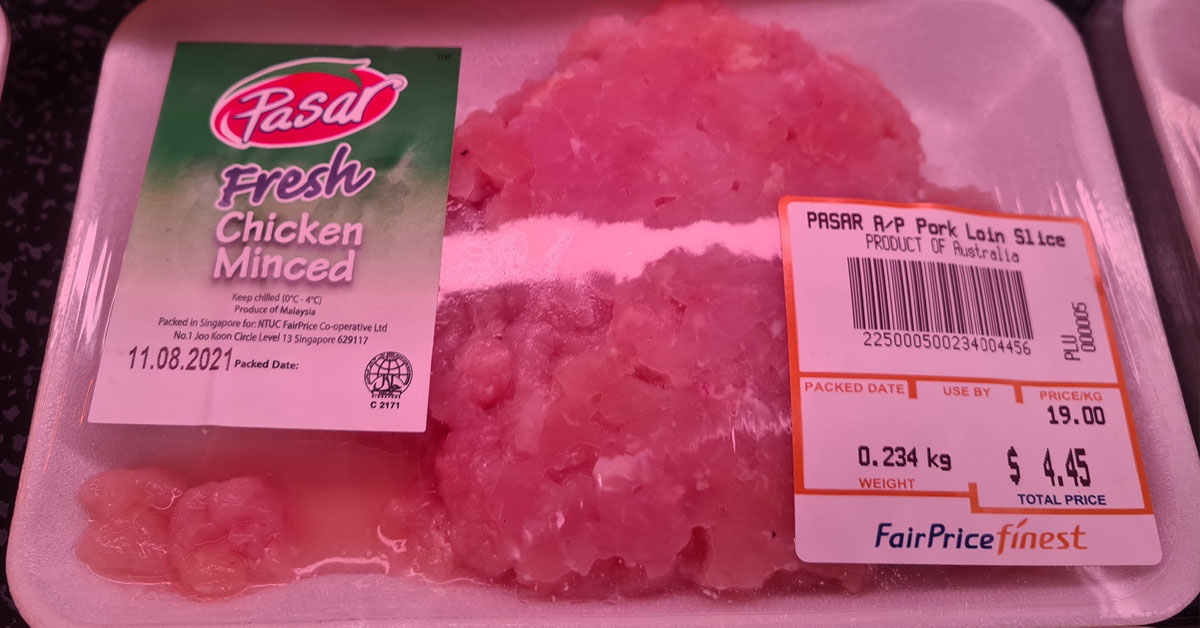 Pasar
Fresh
Chicken
Minced
Keep chilled (0°C - 4°C)
Produce of Malaysia
Packed in Singapore for: NTUC FairPrice Co-operative Ltd
No.1 Joo Koon Circle Level 13 Singapore 629117
11.08.2021 Packed Date:
SINGAPORE
C 2171
PASAR A/P Pork Loin Slice
PRODUCT OF Australia
225000500234004456
PLU
000005
PACKED DATE
USE BY
PRICE/KG
19.00
0.234 kg
WEIGHT
$ 4.45
TOTAL PRICE
FairPrice finest